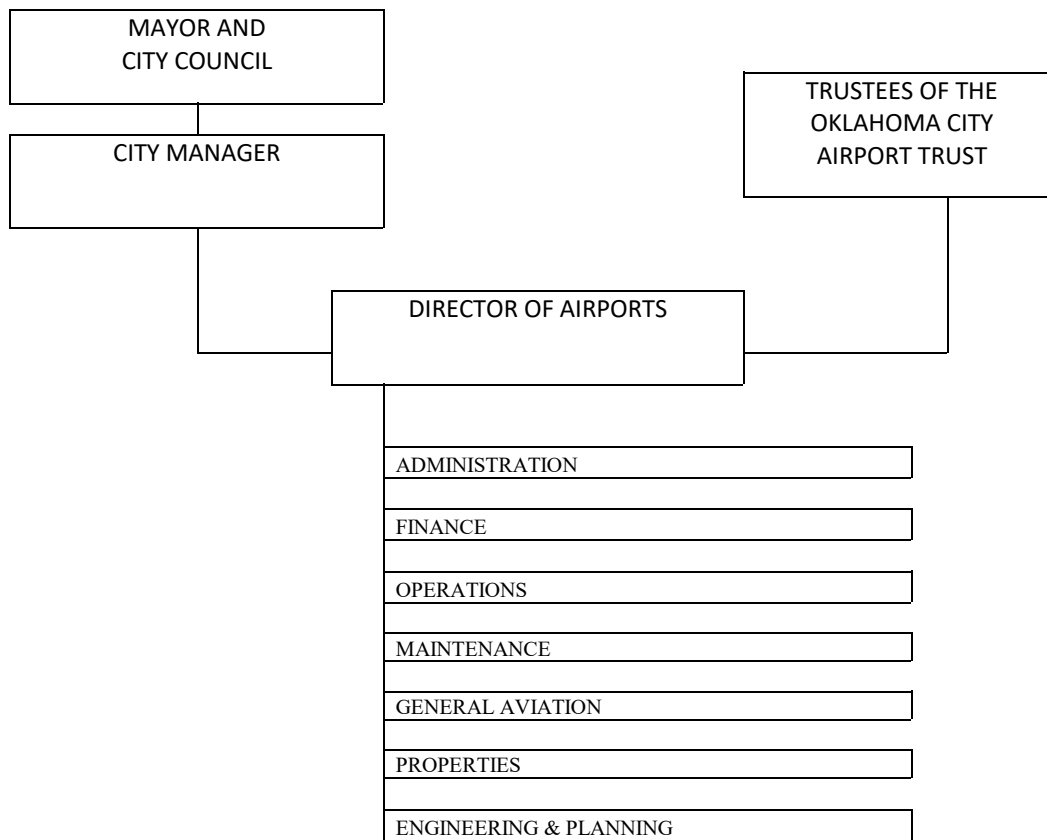 MAYOR AND
CITY COUNCIL
TRUSTEES OF THE
OKLAHOMA CITY
AIRPORT TRUST
CITY MANAGER
DIRECTOR OF AIRPORTS
ADMINISTRATION
FINANCE
OPERATIONS
MAINTENANCE
GENERAL AVIATION
PROPERTIES
ENGINEERING & PLANNING